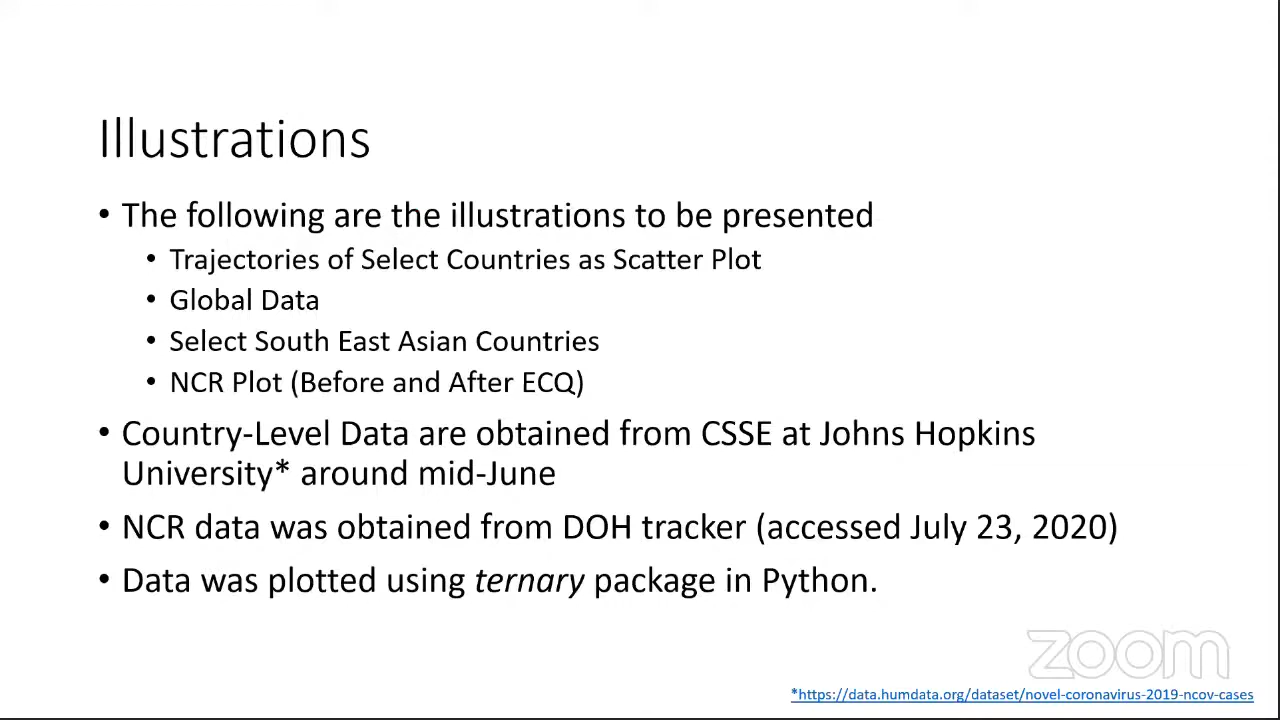 Illustrations
• The following are the illustrations to be presented
• Trajectories of Select Countries as Scatter Plot
• Global Data
• Select South East Asian Countries
• NCR Plot (Before and After ECQ)
• Country-Level Data are obtained from CSSE at Johns Hopkins
University* around mid-June
• NCR data was obtained from DOH tracker (accessed July 23, 2020)
• Data was plotted using ternary package in Python.
zoom
*https://data.humdata.org/dataset/novel-coronavirus-2019-ncov-cases